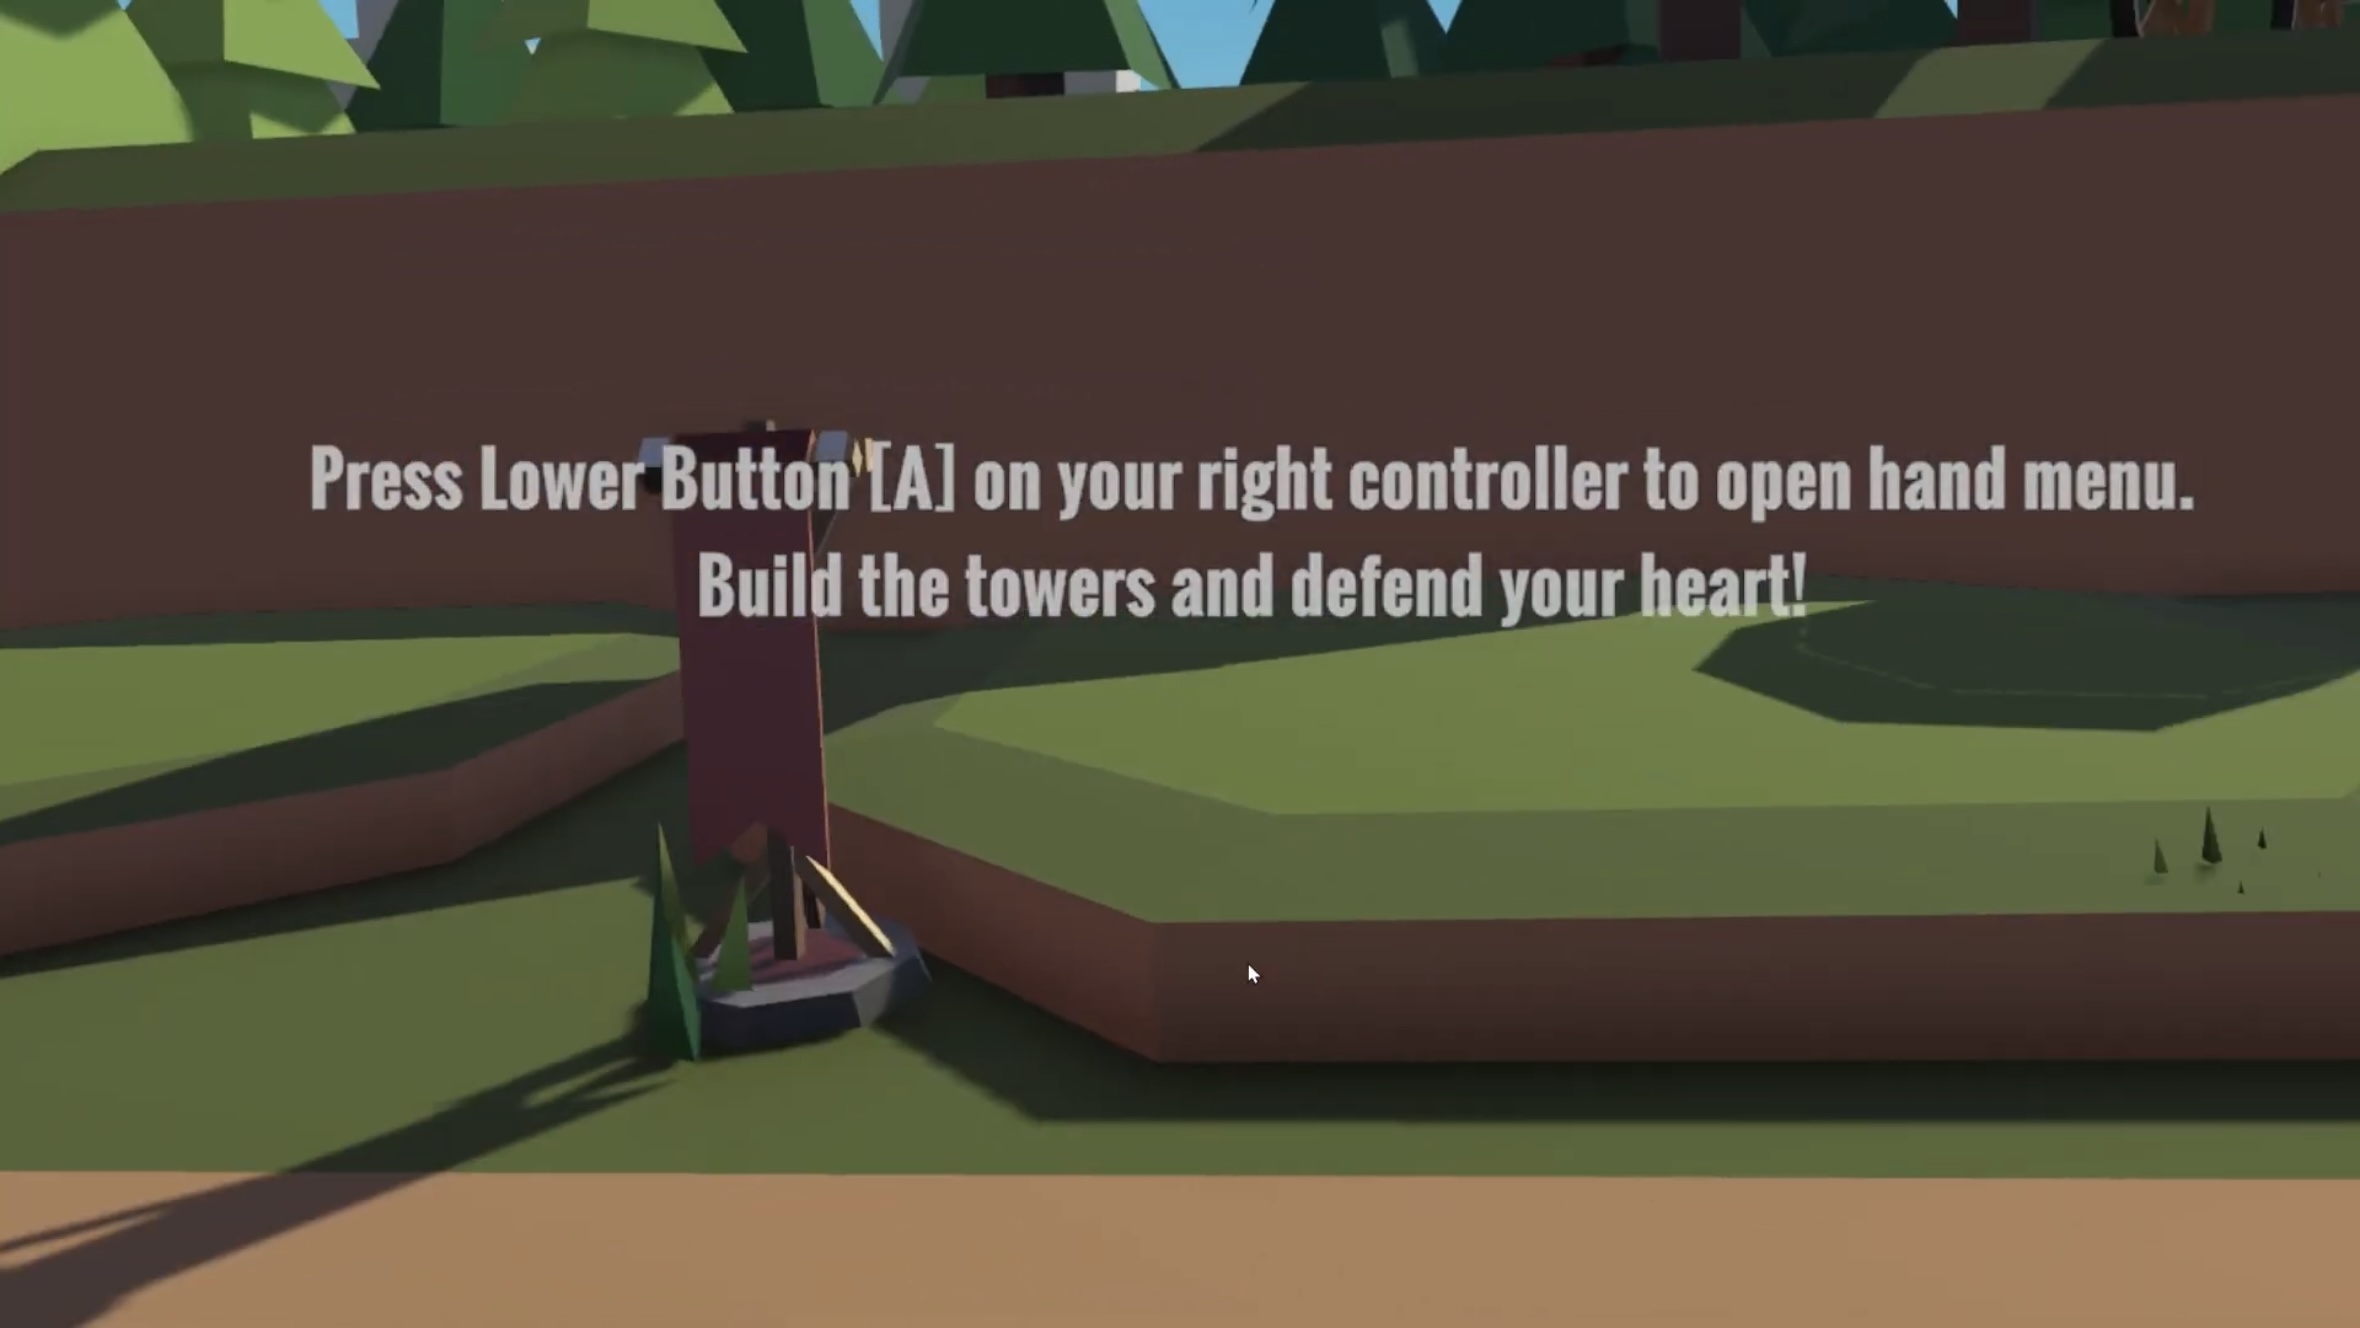 Press Lower Button [A] on your right controller to open hand menu.
Build the towers and defend your heart!